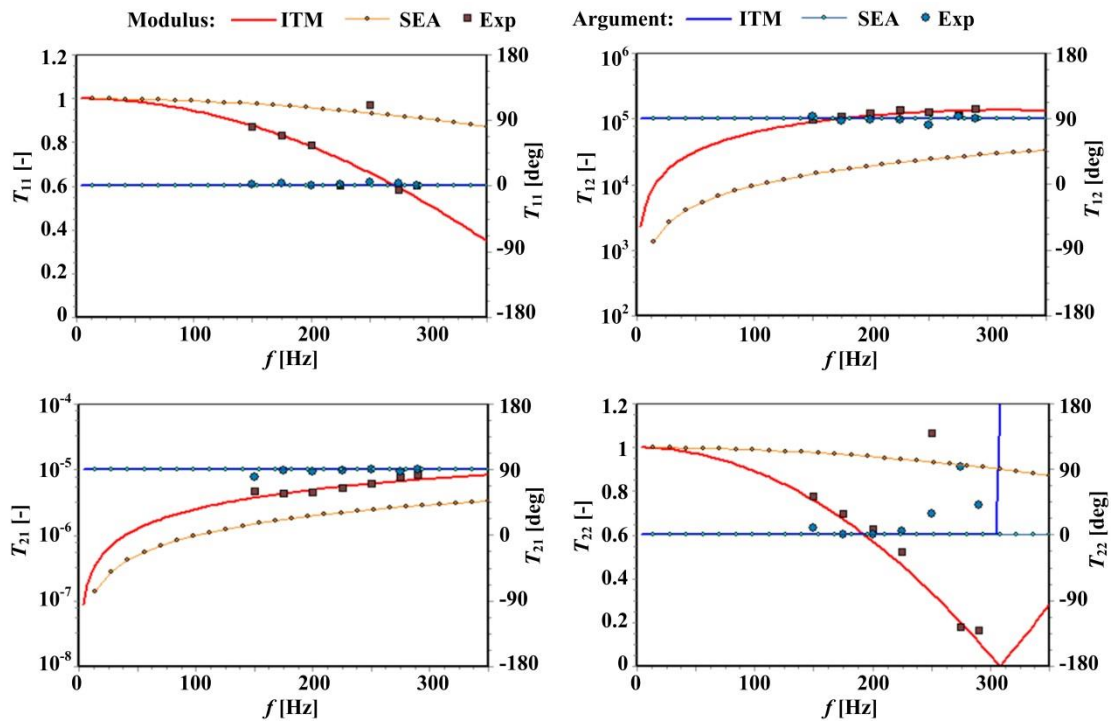 Modulus: ITM SEA Exp Argument: ITM SEA Exp
1.2 1 0.8 0.6 0.4 0.2 0
T11 [-]
180 90 0 -90 -180
T11 [deg]
0 100 200 300
f [Hz]
10^6 10^5 10^4 10^3 10^2
T12 [-]
180 90 0 -90 -180
T12 [deg]
0 100 200 300
f [Hz]
10^-4 10^-5 10^-6 10^-7 10^-8
T21 [-]
180 90 0 -90 -180
T21 [deg]
0 100 200 300
f [Hz]
1.2 1 0.8 0.6 0.4 0.2 0
T22 [-]
180 90 0 -90 -180
T22 [deg]
0 100 200 300
f [Hz]